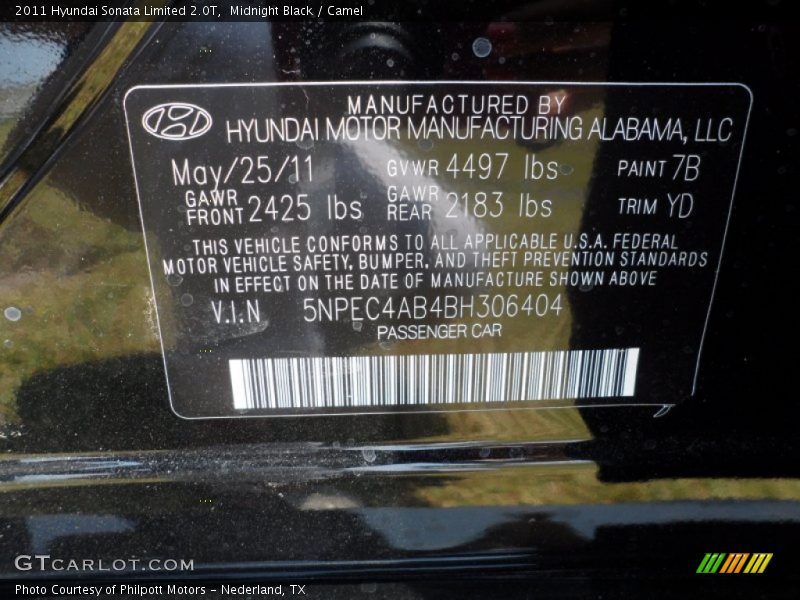 2011 Hyundai Sonata Limited 2.0T, Midnight Black / Camel
MANUFACTURED BY
HYUNDAI MOTOR MANUFACTURING ALABAMA, LLC
May/25/11 GVWR 4497 lbs PAINT 7B
GAWR FRONT 2425 lbs GAWR REAR 2183 lbs TRIM YD
THIS VEHICLE CONFORMS TO ALL APPLICABLE U.S.A. FEDERAL
MOTOR VEHICLE SAFETY, BUMPER, AND THEFT PREVENTION STANDARDS
IN EFFECT ON THE DATE OF MANUFACTURE SHOWN ABOVE
V.I.N 5NPEC4AB4BH306404
PASSENGER CAR
GTCARLOT.COM
Photo Courtesy of Philpott Motors - Nederland, TX